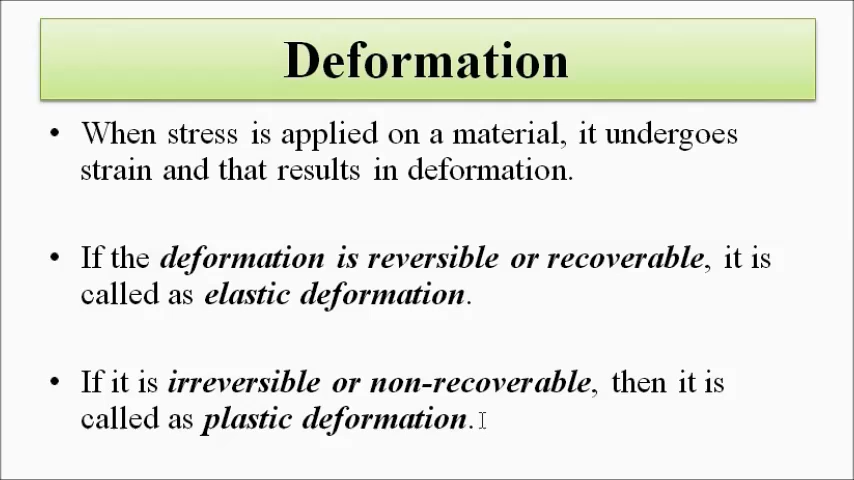 Deformation
• When stress is applied on a material, it undergoes
strain and that results in deformation.
• If the deformation is reversible or recoverable, it is
called as elastic deformation.
• If it is irreversible or non-recoverable, then it is
called as plastic deformation.